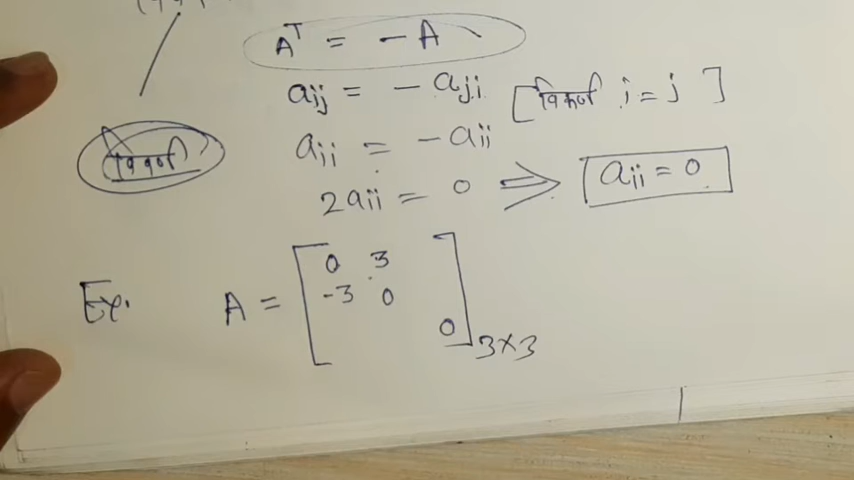 Aᵀ = - A
aij = - aji [विकर्ण i = j ]
विकर्ण
aii = - aii
2aii = 0 ⇒ aii = 0
Ex. A = [ 0 3
-3 0
0 ] 3×3